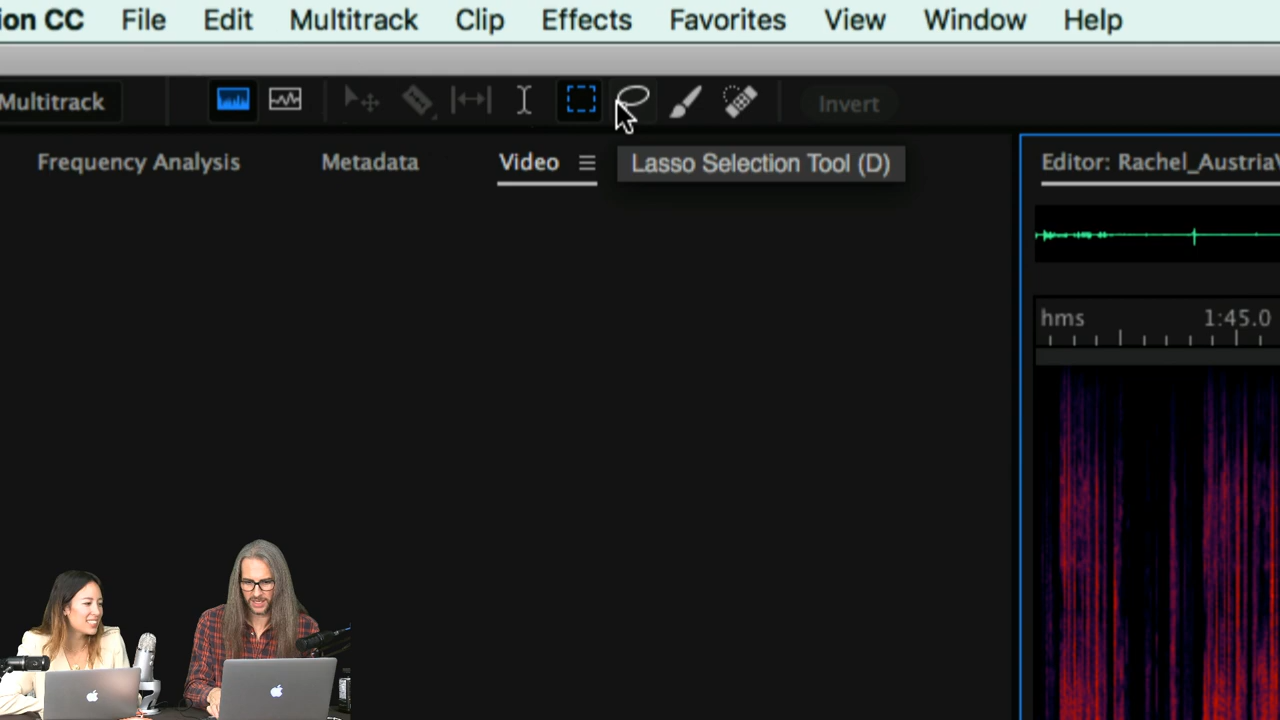 ion CC File Edit Multitrack Clip Effects Favorites View Window Help
Multitrack Invert
Frequency Analysis Metadata Video Lasso Selection Tool (D) Editor: Rachel_Austria
hms 1:45.0